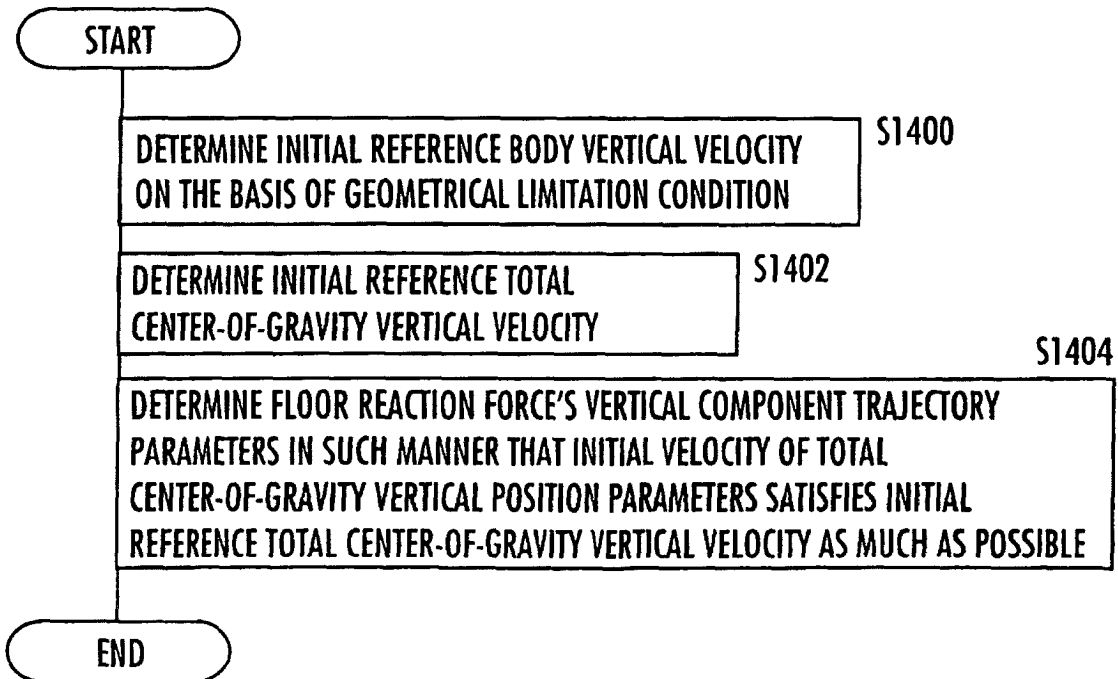 START
DETERMINE INITIAL REFERENCE BODY VERTICAL VELOCITY
ON THE BASIS OF GEOMETRICAL LIMITATION CONDITION
S1400
DETERMINE INITIAL REFERENCE TOTAL
CENTER-OF-GRAVITY VERTICAL VELOCITY
S1402
S1404
DETERMINE FLOOR REACTION FORCE'S VERTICAL COMPONENT TRAJECTORY
PARAMETERS IN SUCH MANNER THAT INITIAL VELOCITY OF TOTAL
CENTER-OF-GRAVITY VERTICAL POSITION PARAMETERS SATISFIES INITIAL
REFERENCE TOTAL CENTER-OF-GRAVITY VERTICAL VELOCITY AS MUCH AS POSSIBLE
END